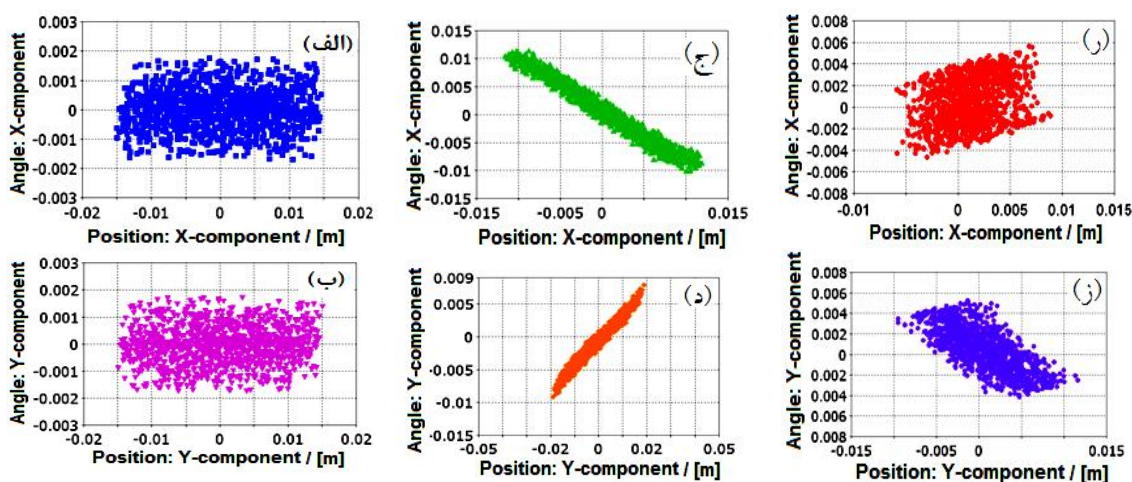 (الف)
0.003
0.002
0.001
0
-0.001
-0.002
-0.003
Angle: X-cmponent
-0.02 -0.01 0 0.01 0.02
Position: X-component / [m]
(ج)
0.015
0.01
0.005
0
-0.005
-0.01
-0.015
Angle: X-cmponent
-0.015 -0.005 0 0.005 0.015
Position: X-component / [m]
(ر)
0.008
0.006
0.004
0.002
0
-0.002
-0.004
-0.006
-0.008
Angle: X-cmponent
-0.01 0 0.005 0.01 0.015
Position: X-component / [m]
(ب)
0.003
0.002
0.001
0
-0.001
-0.002
-0.003
Angle: Y-component
-0.02 -0.01 0 0.01 0.02
Position: Y-component / [m]
(د)
0.009
0.005
0
-0.005
-0.01
-0.015
Angle: Y-component
-0.05 -0.02 0 0.02 0.05
Position: Y-component / [m]
(ز)
0.008
0.006
0.004
0.002
0
0.002
0.004
0.006
0.008
Angle: Y-component
-0.015 -0.005 0 0.005 0.015
Position: Y-component / [m]